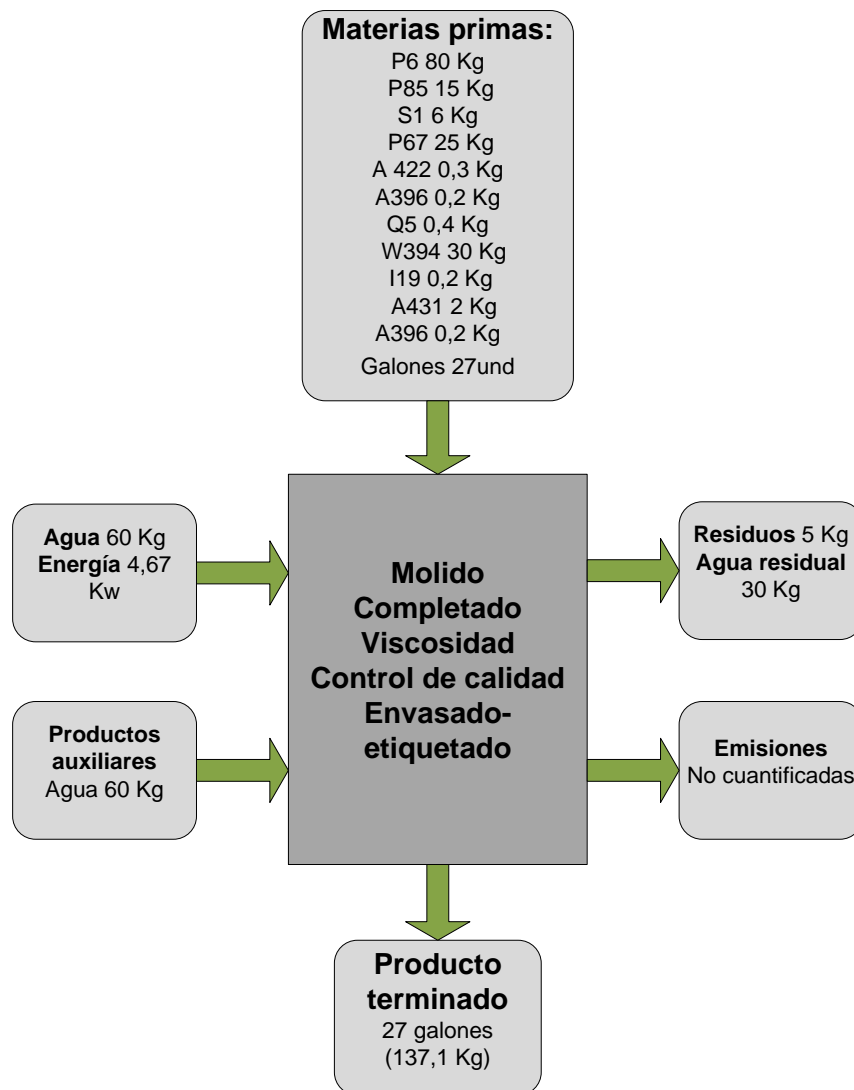 Materias primas:
P6 80 Kg
P85 15 Kg
S1 6 Kg
P67 25 Kg
A 422 0,3 Kg
A396 0,2 Kg
Q5 0,4 Kg
W394 30 Kg
I19 0,2 Kg
A431 2 Kg
A396 0,2 Kg
Galones 27und
Agua 60 Kg
Energía 4,67
Kw
Productos
auxiliares
Agua 60 Kg
Molido
Completado
Viscosidad
Control de calidad
Envasado-
etiquetado
Residuos 5 Kg
Agua residual
30 Kg
Emisiones
No cuantificadas
Producto
terminado
27 galones
(137,1 Kg)